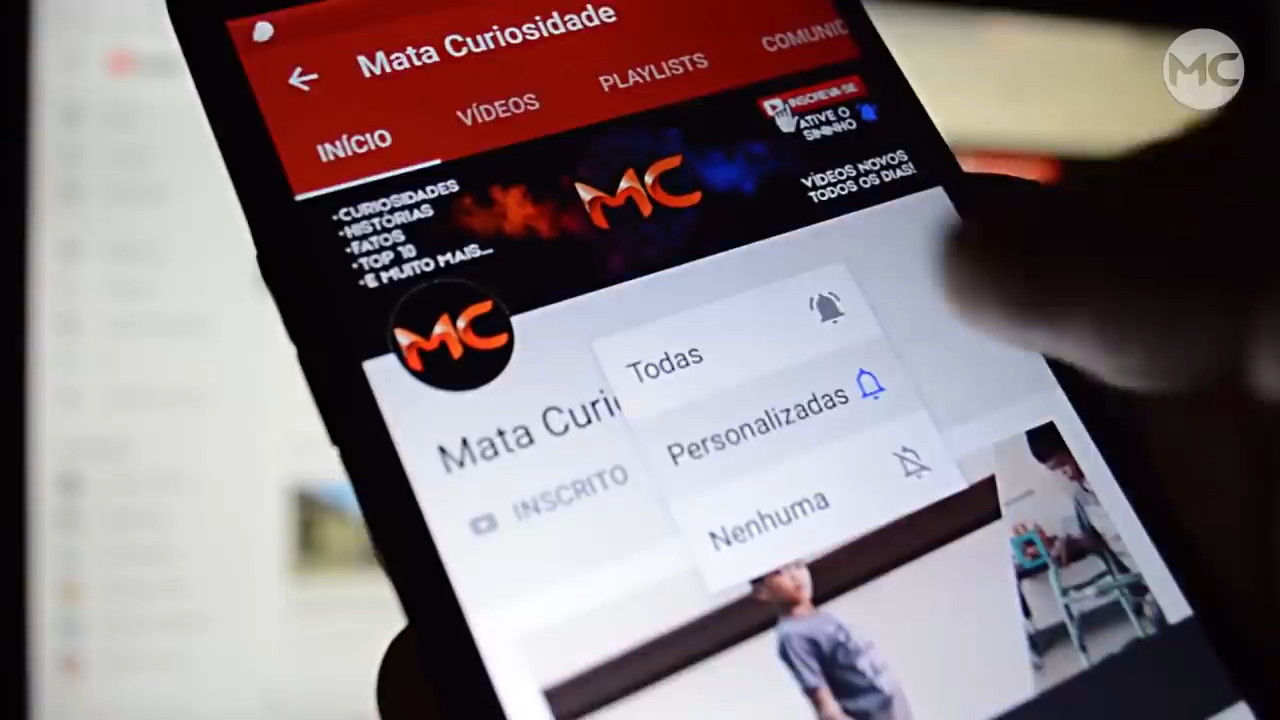 MC
Mata Curiosidade
INÍCIO
VÍDEOS
PLAYLISTS
COMUNID
•CURIOSIDADES
•HISTÓRIAS
•FATOS
•TOP 10
•E MUITO MAIS...
MC
INSCREVA-SE
ATIVE O
SININHO
VÍDEOS NOVOS
TODOS OS DIAS!
MC
Mata Curi
INSCRITO
Todas
Personalizadas
Nenhuma